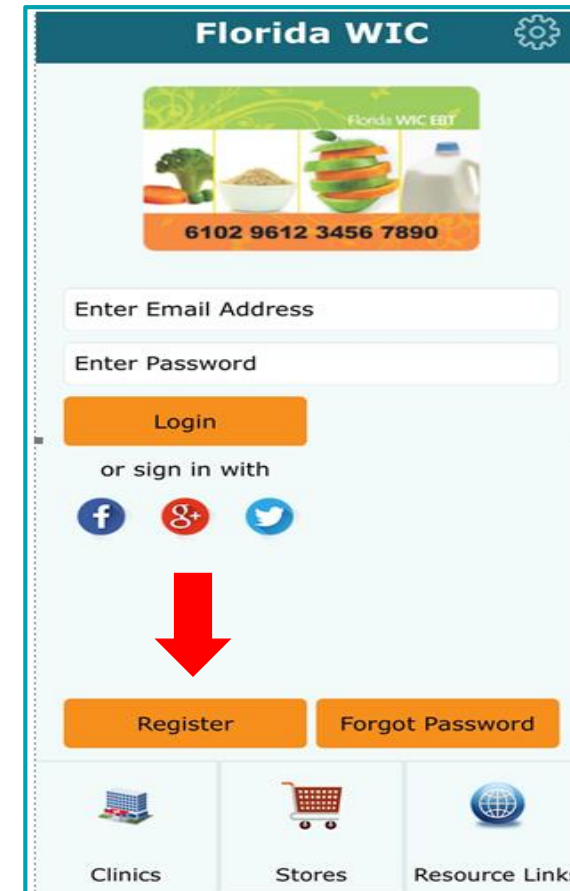 Florida WIC
Florida WIC EBT
6102 9612 3456 7890
Enter Email Address
Enter Password
Login
or sign in with
f g+
Register Forgot Password
Clinics Stores Resource Links